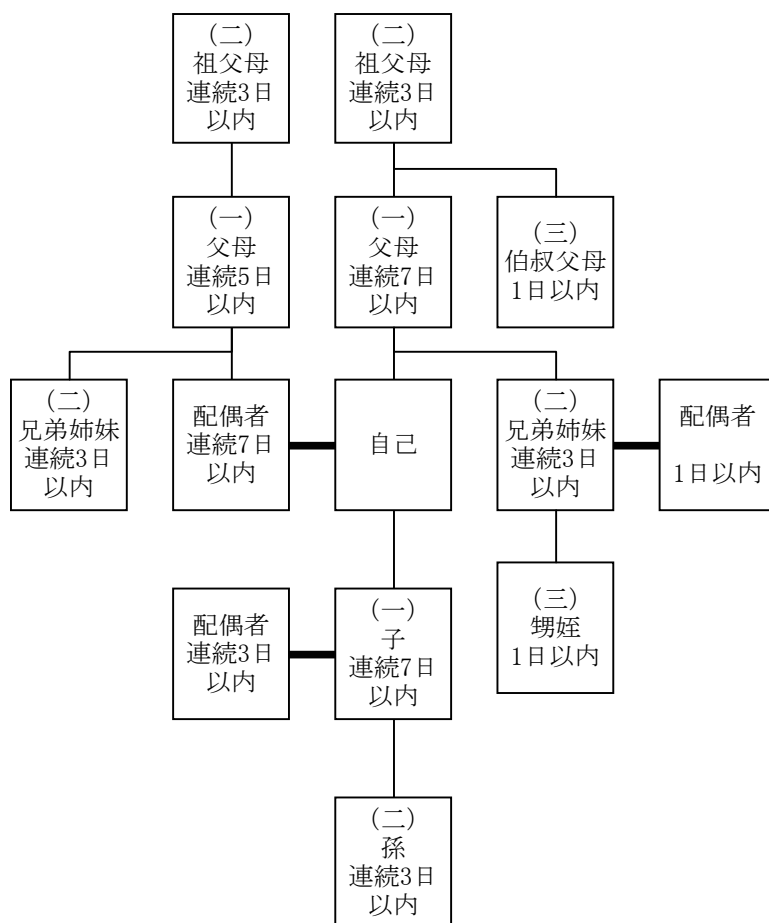 (二)
祖父母
連続3日
以内
(二)
祖父母
連続3日
以内
(一)
父母
連続5日
以内
(一)
父母
連続7日
以内
(三)
伯叔父母
1日以内
(二)
兄弟姉妹
連続3日
以内
配偶者
連続7日
以内
自己
(二)
兄弟姉妹
連続3日
以内
配偶者
1日以内
配偶者
連続3日
以内
(一)
子
連続7日
以内
(三)
甥姪
1日以内
(二)
孫
連続3日
以内